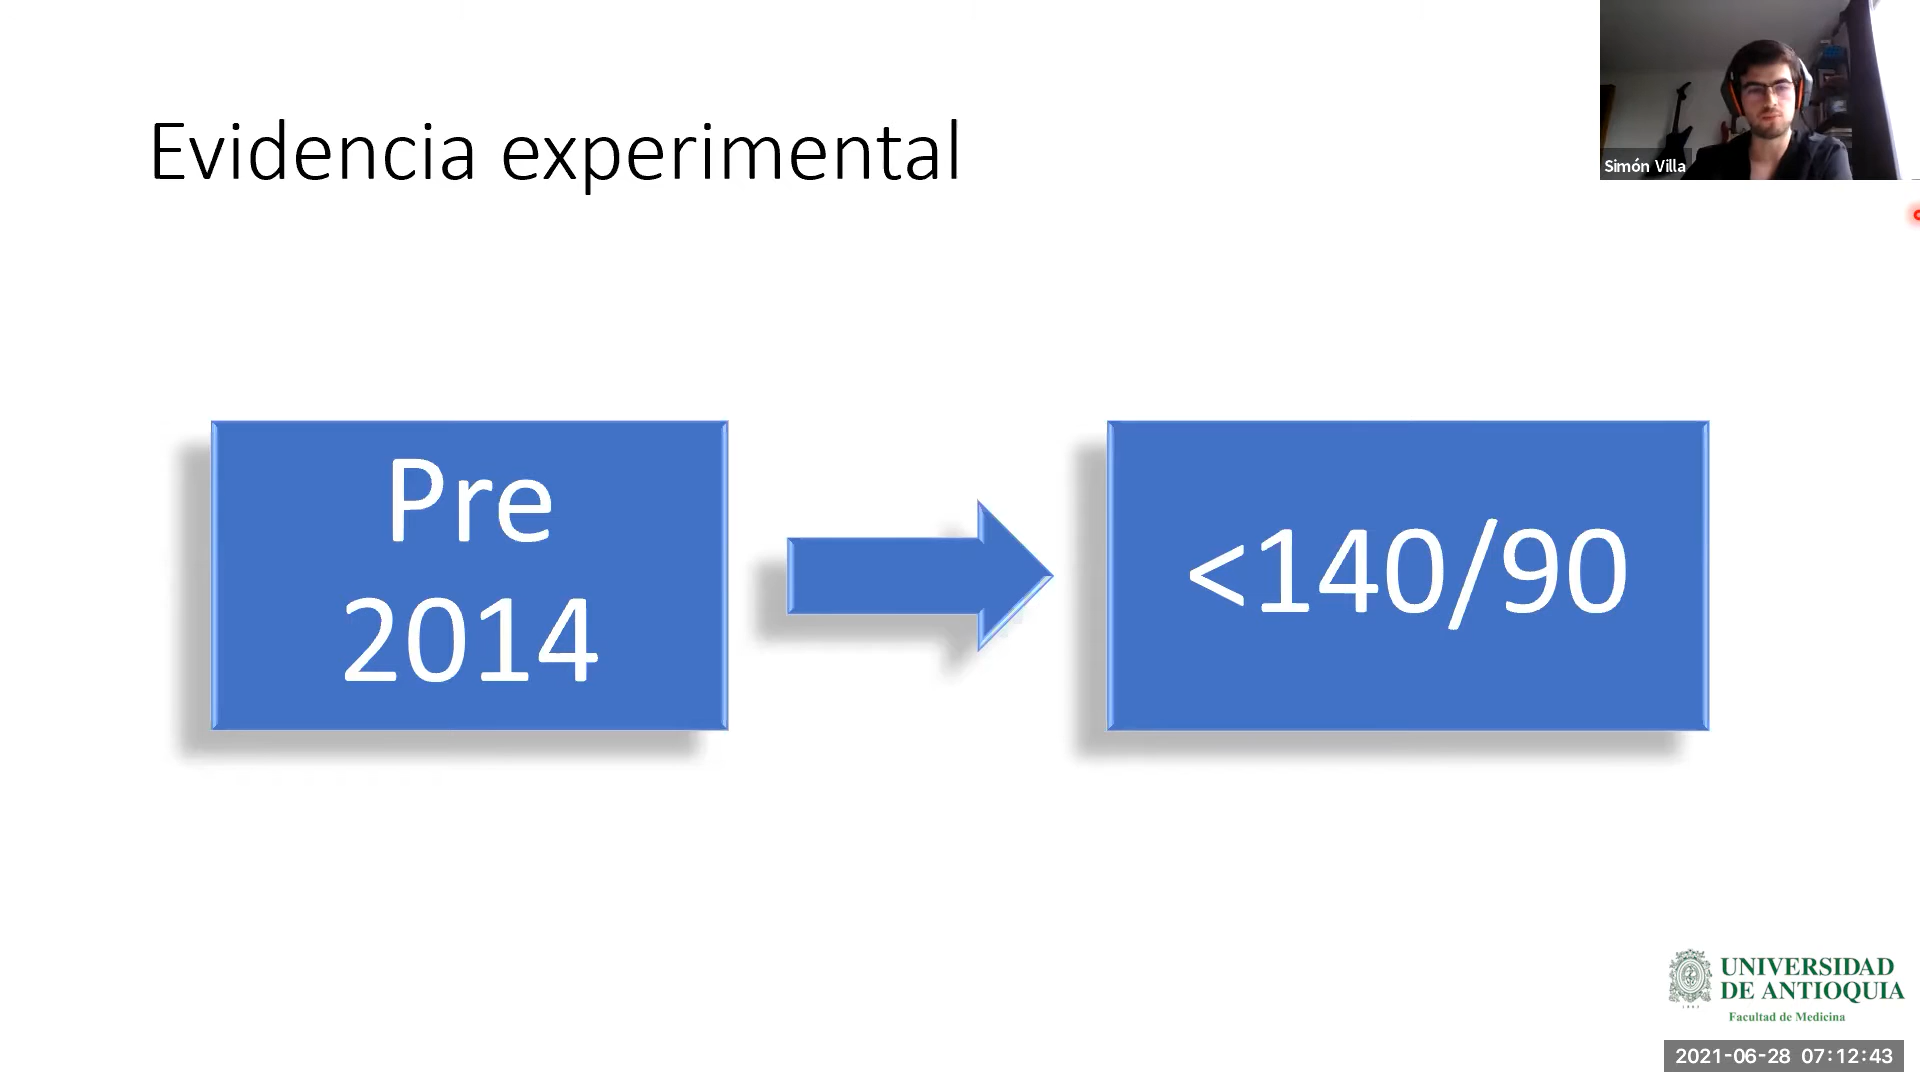 Evidencia experimental
Simón Villa
Pre
2014
<140/90
UNIVERSIDAD
DE ANTIOQUIA
Facultad de Medicina
2021-06-28 07:12:43